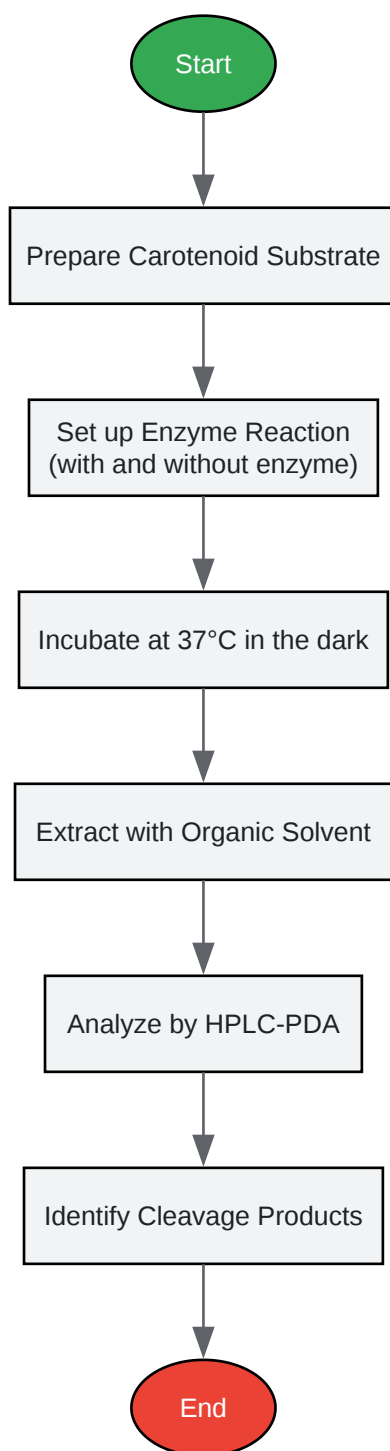 Start
Prepare Carotenoid Substrate
Set up Enzyme Reaction
(with and without enzyme)
Incubate at 37°C in the dark
Extract with Organic Solvent
Analyze by HPLC-PDA
Identify Cleavage Products
End